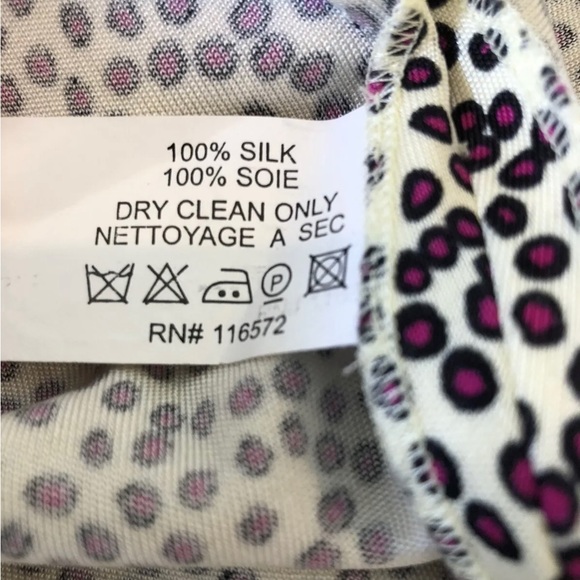 100% SILK
100% SOIE
DRY CLEAN ONLY
NETTOYAGE A SEC
P
RN# 116572